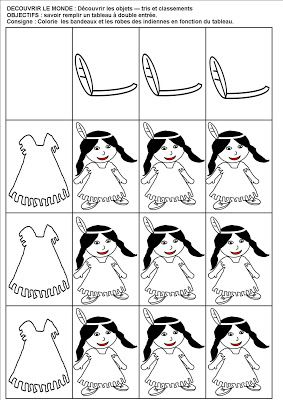 DECOUVRIR LE MONDE : Découvrir les objets — tris et classements
OBJECTIFS : savoir remplir un tableau à double entrée.
Consigne : Colorie les bandeaux et les robes des indiennes en fonction du tableau.